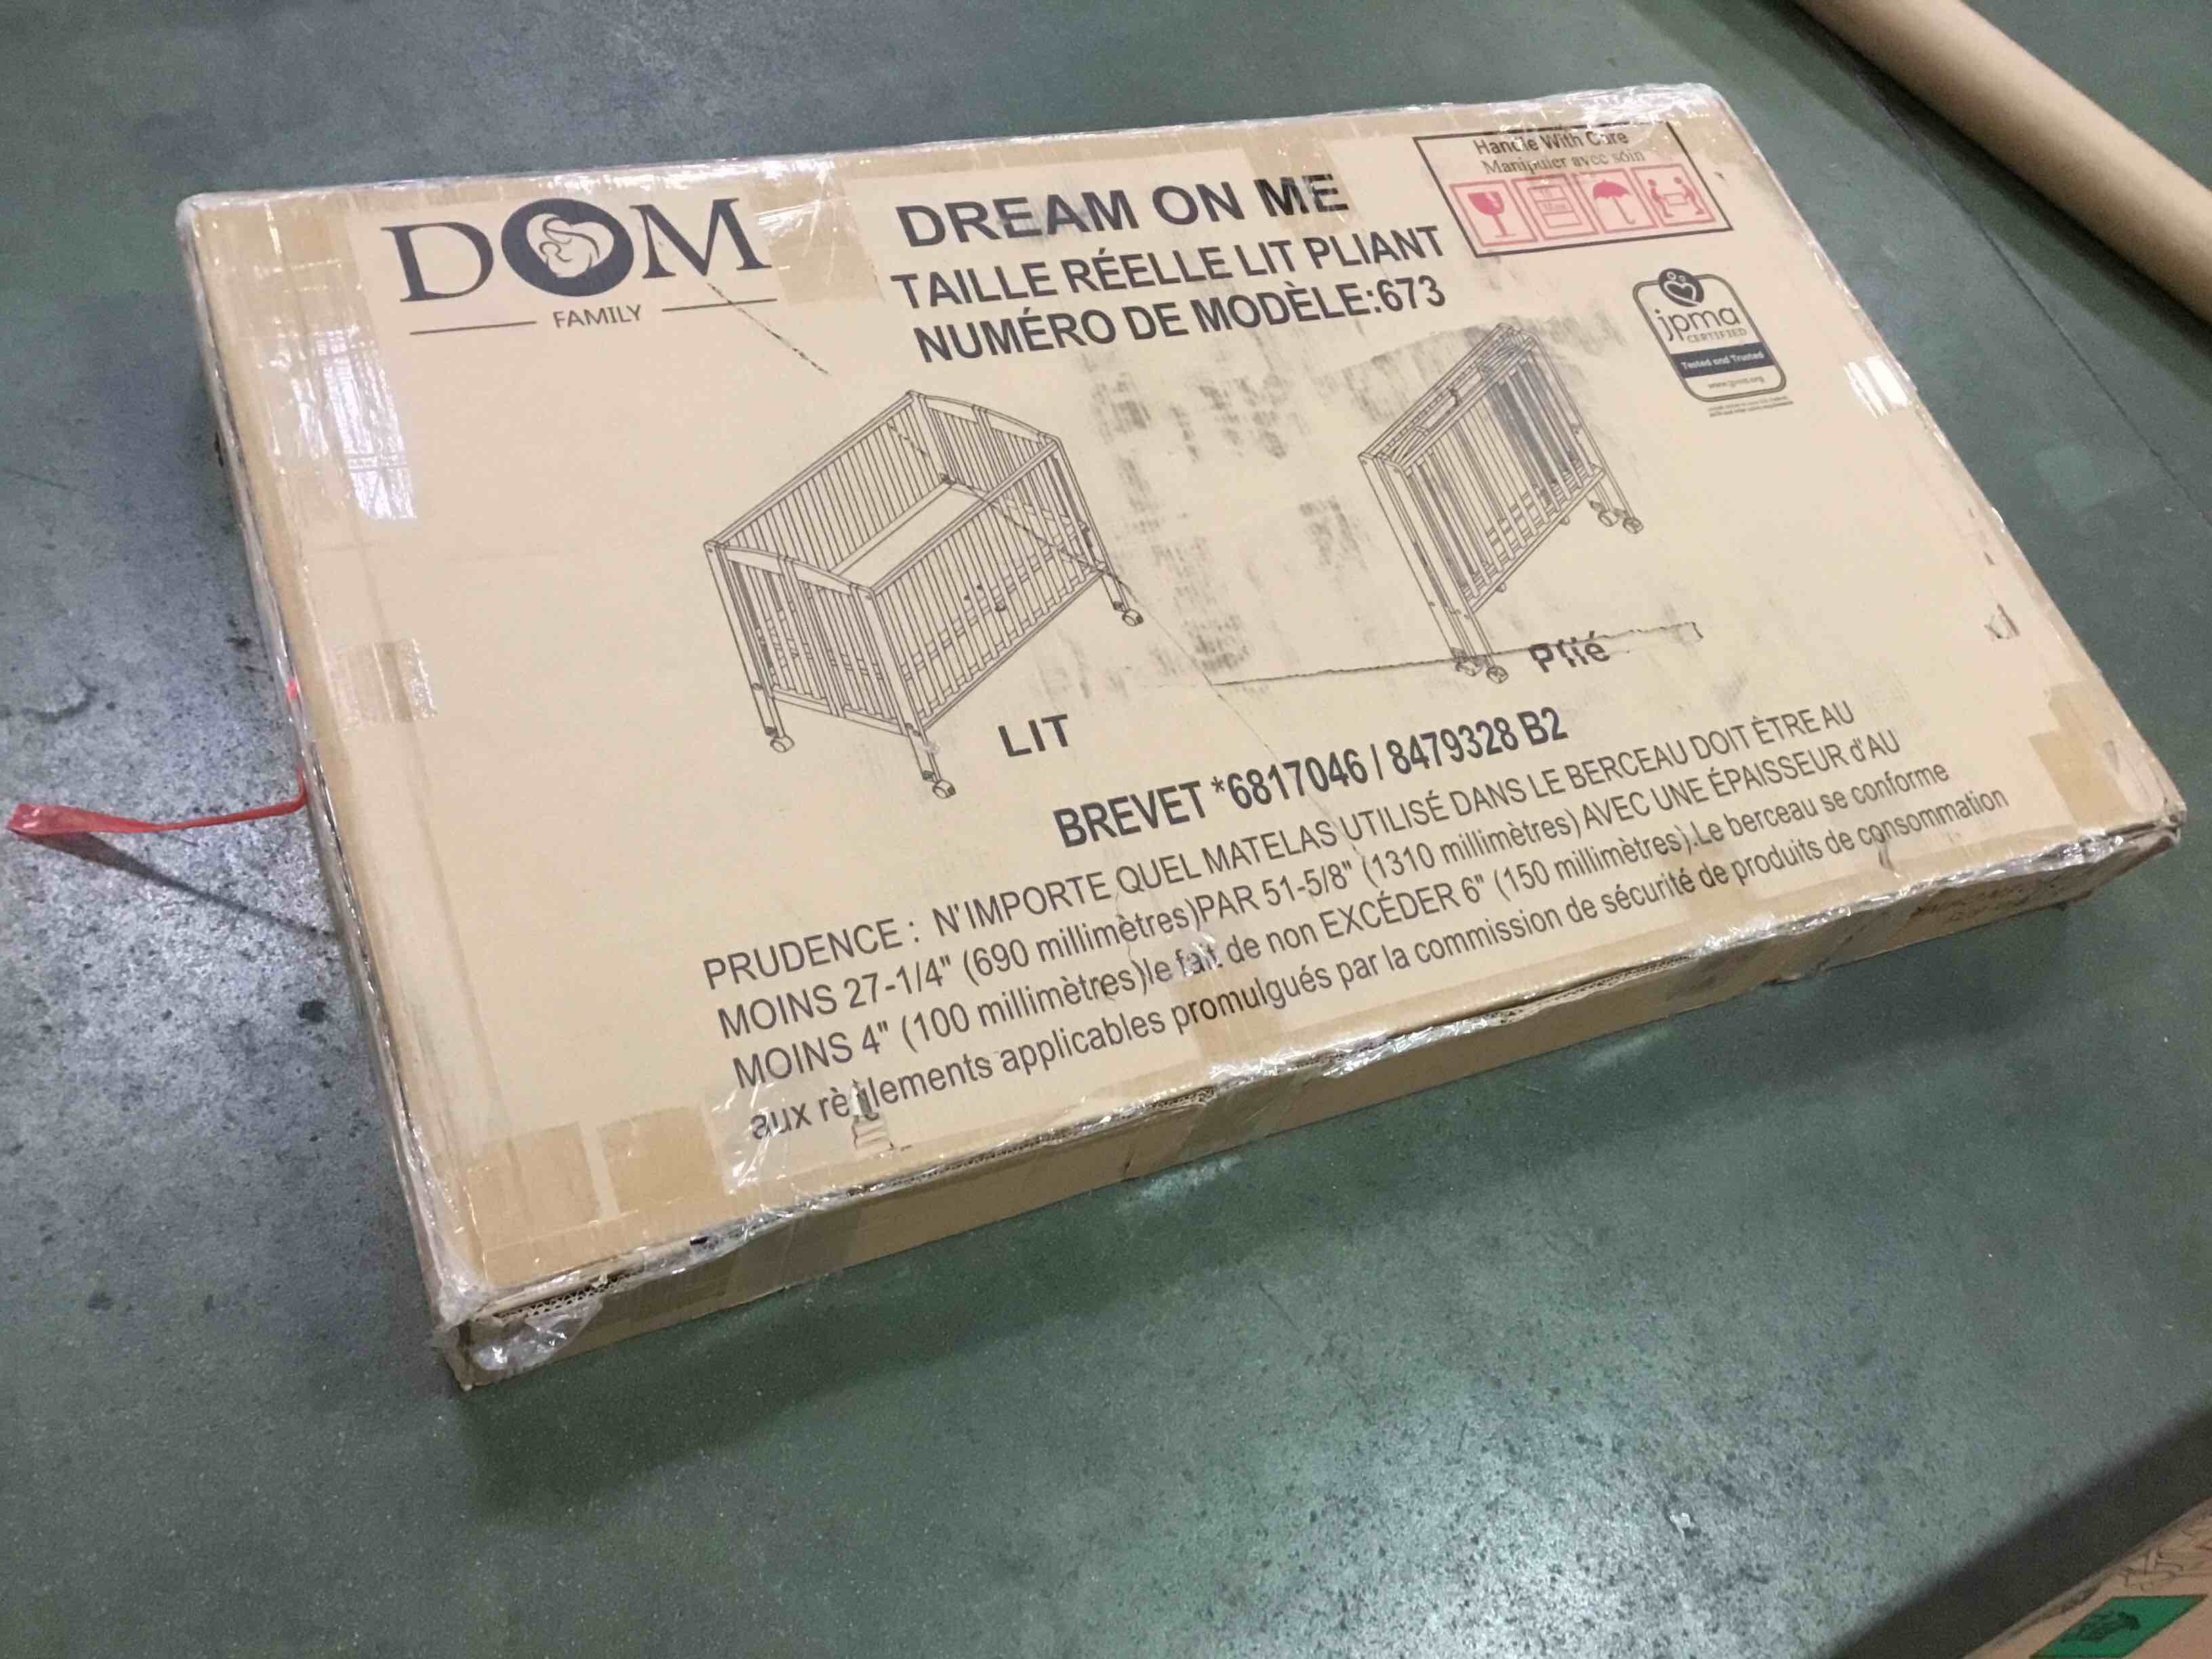 DOM
FAMILY
DREAM ON ME
TAILLE RÉELLE LIT PLIANT
NUMÉRO DE MODÈLE:673
Handle With Care
Manipuler avec soin
jpma
CERTIFIED
Tested and Trusted
www.jpma.org
LIT
Plié
BREVET *6817046 / 8479328 B2
PRUDENCE : N'IMPORTE QUEL MATELAS UTILISÉ DANS LE BERCEAU DOIT ÊTRE AU
MOINS 27-1/4" (690 millimètres)PAR 51-5/8" (1310 millimètres) AVEC UNE ÉPAISSEUR d'AU
MOINS 4" (100 millimètres)le fait de non EXCÉDER 6" (150 millimètres).Le berceau se conforme
aux règlements applicables promulgués par la commission de sécurité de produits de consommation